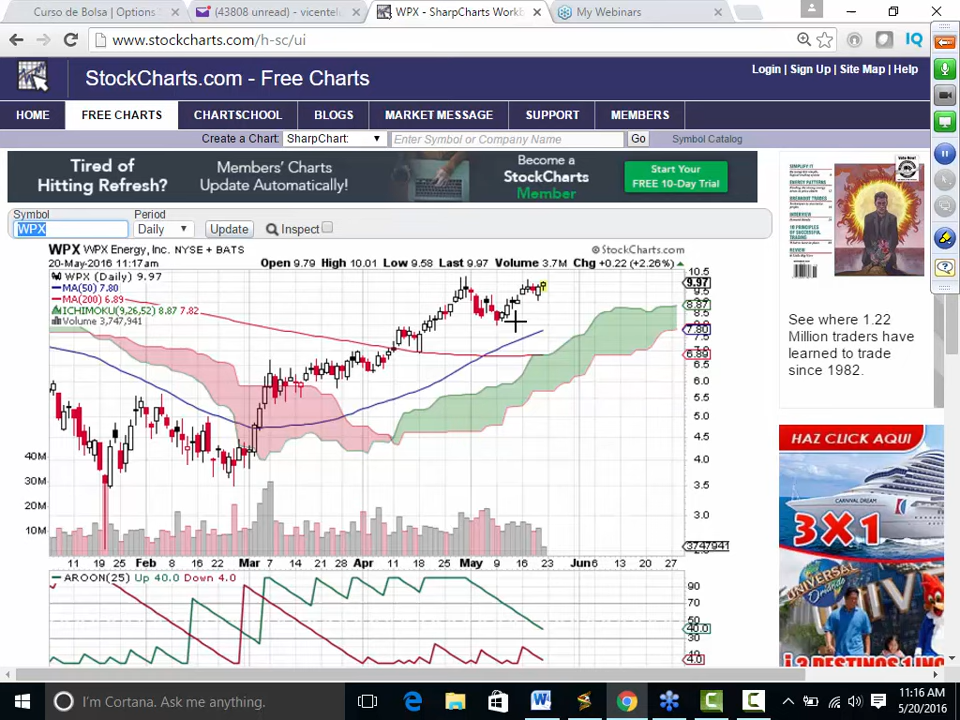 Curso de Bolsa | Options
(43808 unread) - vicentel
WPX - SharpCharts Workb
My Webinars
www.stockcharts.com/h-sc/ui
IQ
StockCharts.com - Free Charts
Login | Sign Up | Site Map | Help
HOME
FREE CHARTS
CHARTSCHOOL
BLOGS
MARKET MESSAGE
SUPPORT
MEMBERS
Create a Chart:
SharpChart:
Enter Symbol or Company Name
Go
Symbol Catalog
Tired of
Hitting Refresh?
Members' Charts
Update Automatically!
Become a
StockCharts
Member
Start Your
FREE 10-Day Trial
Symbol
Period
WPX
Daily
Update
Inspect
WPX WPX Energy, Inc. NYSE + BATS
© StockCharts.com
20-May-2016 11:17am
Open 9.79 High 10.01 Low 9.58 Last 9.97 Volume 3.7M Chg +0.22 (+2.26%)
WPX (Daily) 9.97
MA(50) 7.80
MA(200) 6.89
ICHIMOKU(9,26,52) 8.87 7.82
Volume 3,747,941
10.5
9.97
9.5
8.87
8.5
7.80
6.89
6.5
6.0
5.5
5.0
4.5
4.0
3.5
3.0
3747941
40M
30M
20M
10M
11 19 25 Feb 8 16 22 Mar 7 14 21 28 Apr 11 18 25 May 9 16 23 Jun 6 13 20 27
AROON(25) Up 40.0 Down 4.0
90
70
50
40.0
30
4.0
See where 1.22
Million traders have
learned to trade
since 1982.
HAZ CLICK AQUI
CARNIVAL DREAM
3X1
UNIVERSAL
Orlando
I'm Cortana. Ask me anything.
11:16 AM
5/20/2016